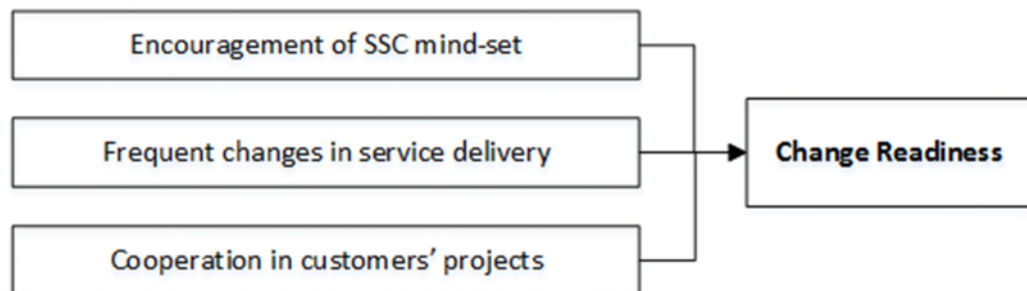 Encouragement of SSC mind-set
Frequent changes in service delivery
Change Readiness
Cooperation in customers’ projects